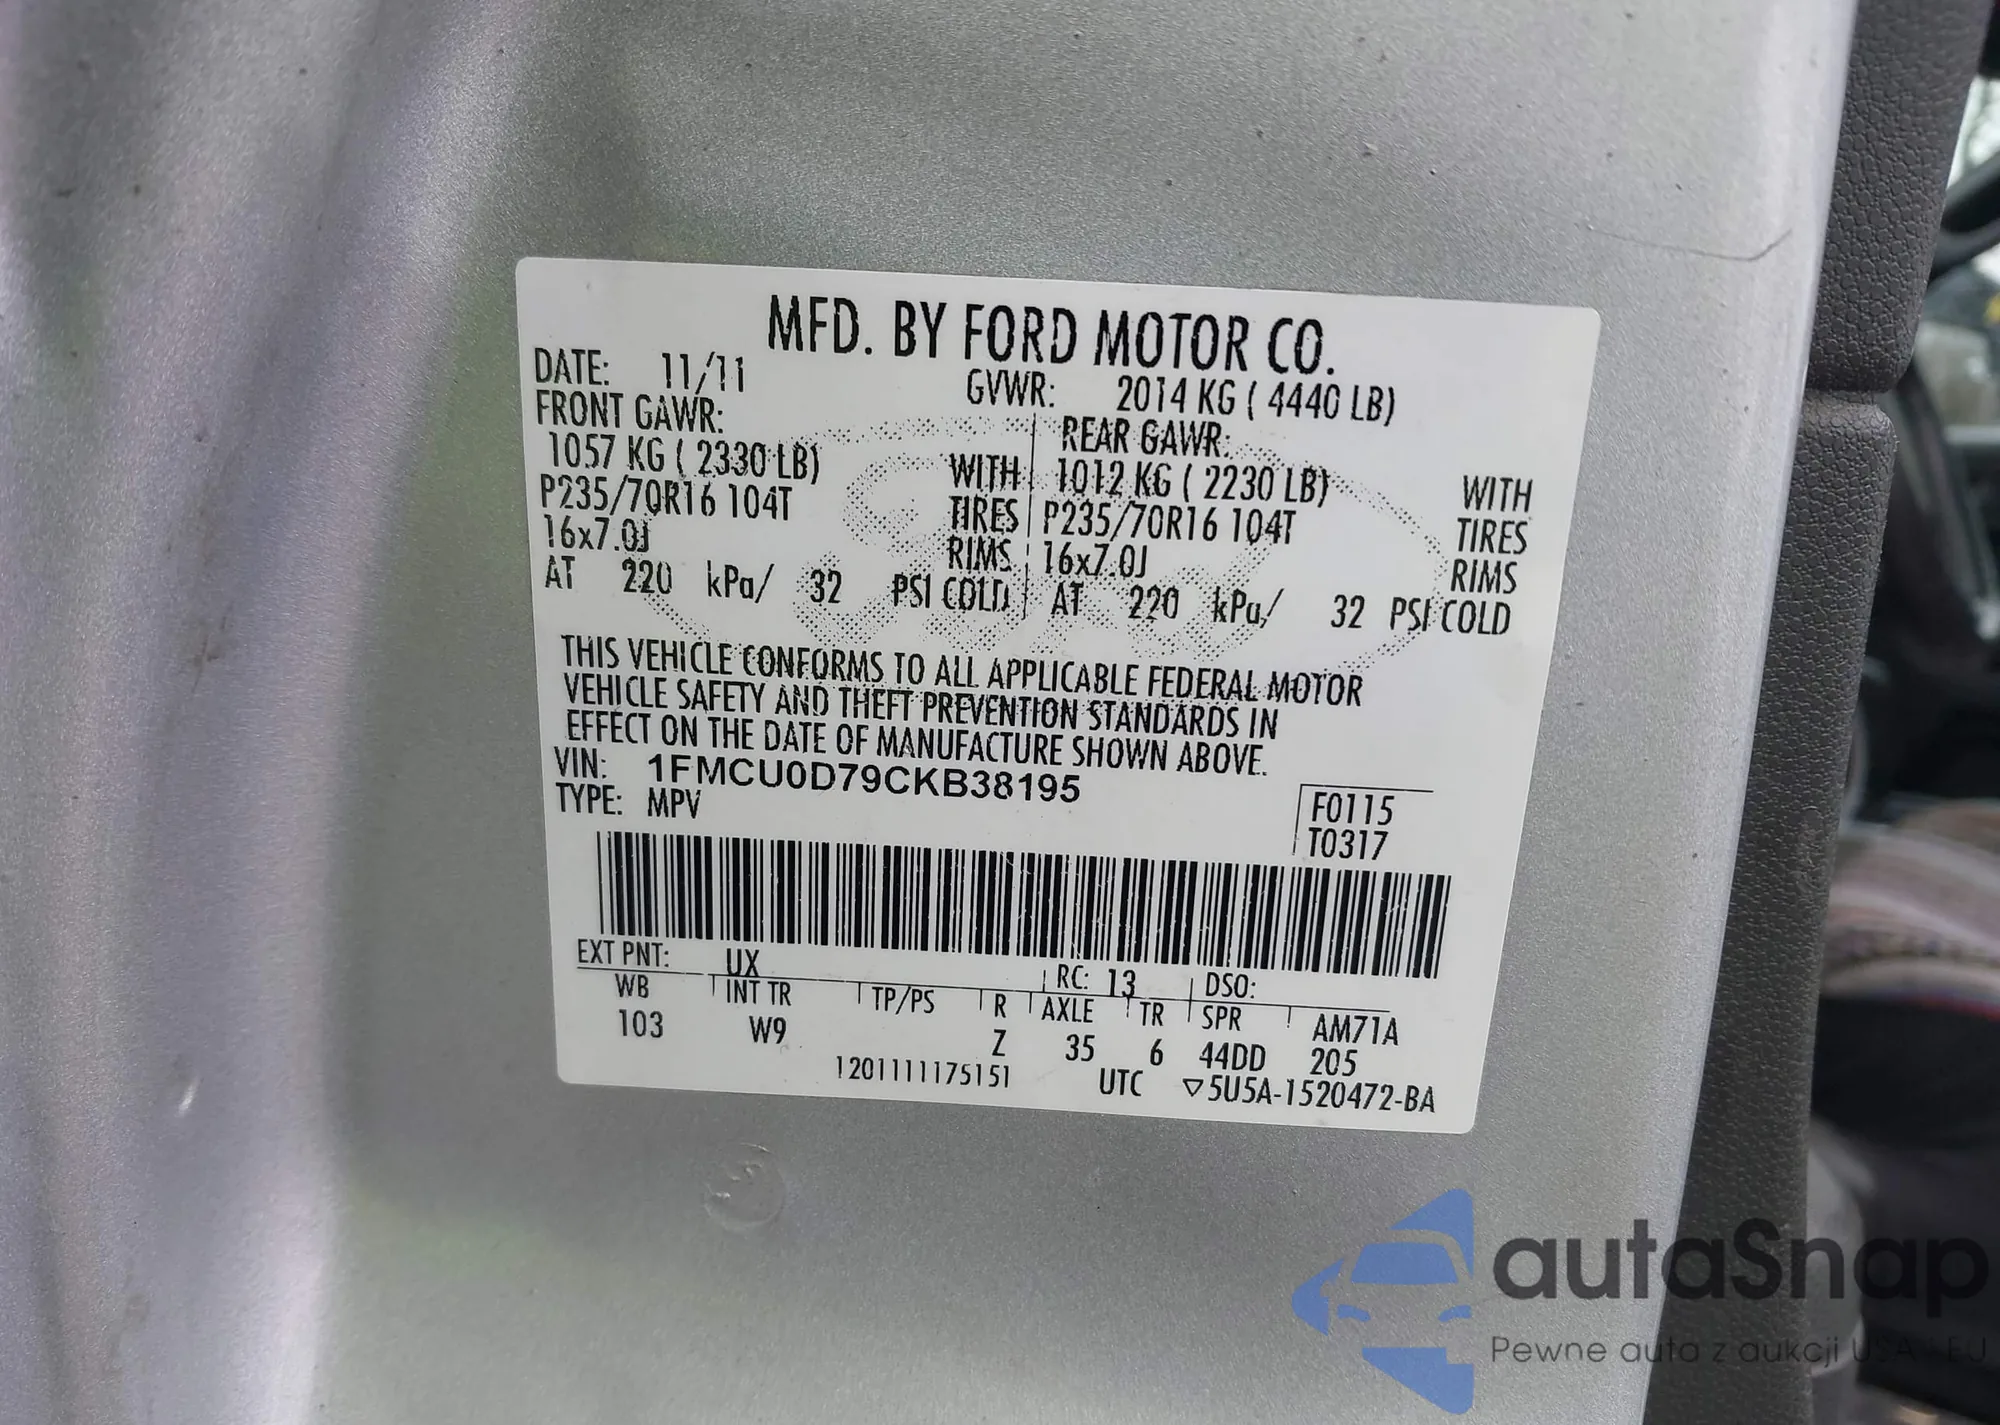 MFD. BY FORD MOTOR CO.
DATE: 11/11 GVWR: 2014 KG ( 4440 LB)
FRONT GAWR: REAR GAWR:
1057 KG ( 2330 LB) WITH 1012 KG ( 2230 LB) WITH
P235/70R16 104T TIRES P235/70R16 104T TIRES
16x7.0J RIMS 16x7.0J RIMS
AT 220 kPa/ 32 PSI COLD AT 220 kPa/ 32 PSI COLD
THIS VEHICLE CONFORMS TO ALL APPLICABLE FEDERAL MOTOR
VEHICLE SAFETY AND THEFT PREVENTION STANDARDS IN
EFFECT ON THE DATE OF MANUFACTURE SHOWN ABOVE.
VIN: 1FMCU0D79CKB38195
TYPE: MPV
F0115
T0317
EXT PNT: UX RC: 13 DSO:
WB INT TR TP/PS R AXLE TR SPR AM71A
103 W9 Z 35 6 44DD 205
1201111175151 UTC ▽5U5A-1520472-BA
autaSnap
Pewne auta z aukcji USA i EU